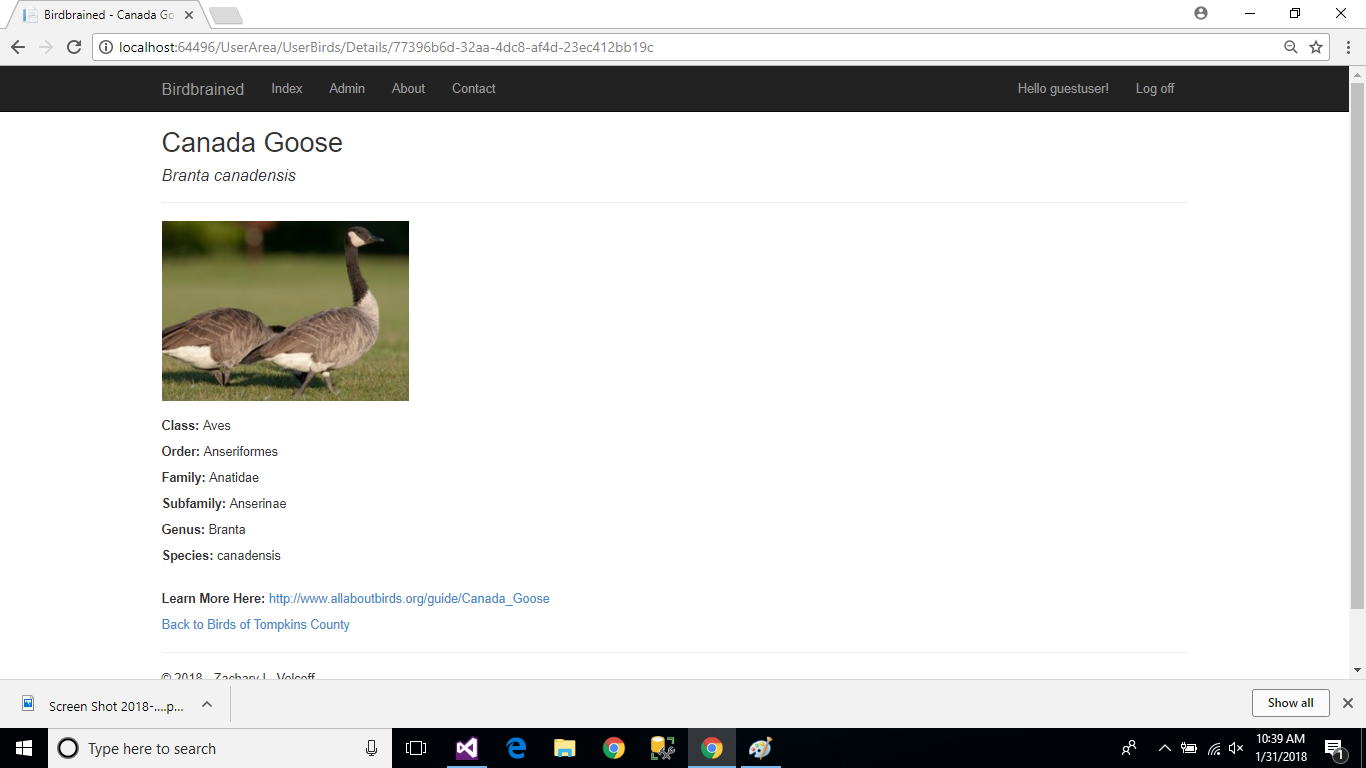 Birdbrained - Canada Go
localhost:64496/UserArea/UserBirds/Details/77396b6d-32aa-4dc8-af4d-23ec412bb19c
Birdbrained Index Admin About Contact Hello guestuser! Log off
Canada Goose
Branta canadensis
Class: Aves
Order: Anseriformes
Family: Anatidae
Subfamily: Anserinae
Genus: Branta
Species: canadensis
Learn More Here: http://www.allaboutbirds.org/guide/Canada_Goose
Back to Birds of Tompkins County
© 2018 - Zachary L. Volcoff
Screen Shot 2018-....p... Show all
Type here to search
10:39 AM
1/31/2018
1